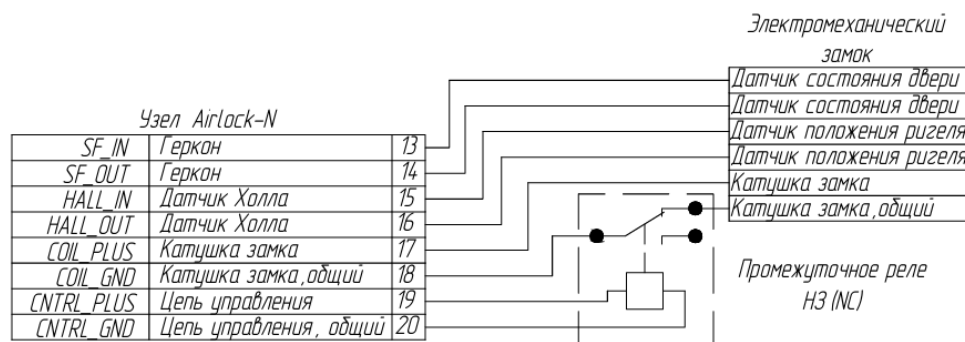 Электромеханический
замок
Датчик состояния двери
Датчик состояния двери
Датчик положения ригеля
Датчик положения ригеля
Катушка замка
Катушка замка,общий
Узел Airlock-N
SF_IN Геркон 13
SF_OUT Геркон 14
HALL_IN Датчик Холла 15
HALL_OUT Датчик Холла 16
COIL_PLUS Катушка замка 17
COIL_GND Катушка замка,общий 18
CNTRL_PLUS Цепь управления 19
CNTRL_GND Цепь управления, общий 20
Промежуточное реле
НЗ (NC)